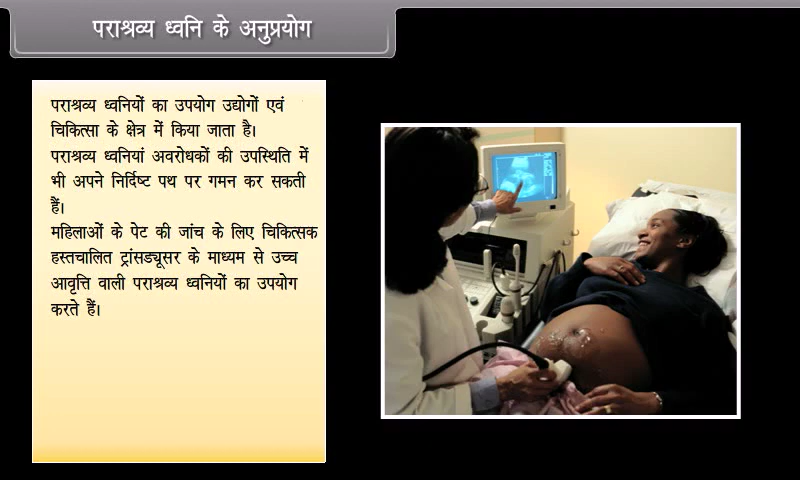 पराश्रव्य ध्वनि के अनुप्रयोग
पराश्रव्य ध्वनियों का उपयोग उद्योगों एवं
चिकित्सा के क्षेत्र में किया जाता है।
पराश्रव्य ध्वनियां अवरोधकों की उपस्थिति में
भी अपने निर्दिष्ट पथ पर गमन कर सकती
हैं।
महिलाओं के पेट की जांच के लिए चिकित्सक
हस्तचालित ट्रांसड्यूसर के माध्यम से उच्च
आवृत्ति वाली पराश्रव्य ध्वनियों का उपयोग
करते हैं।